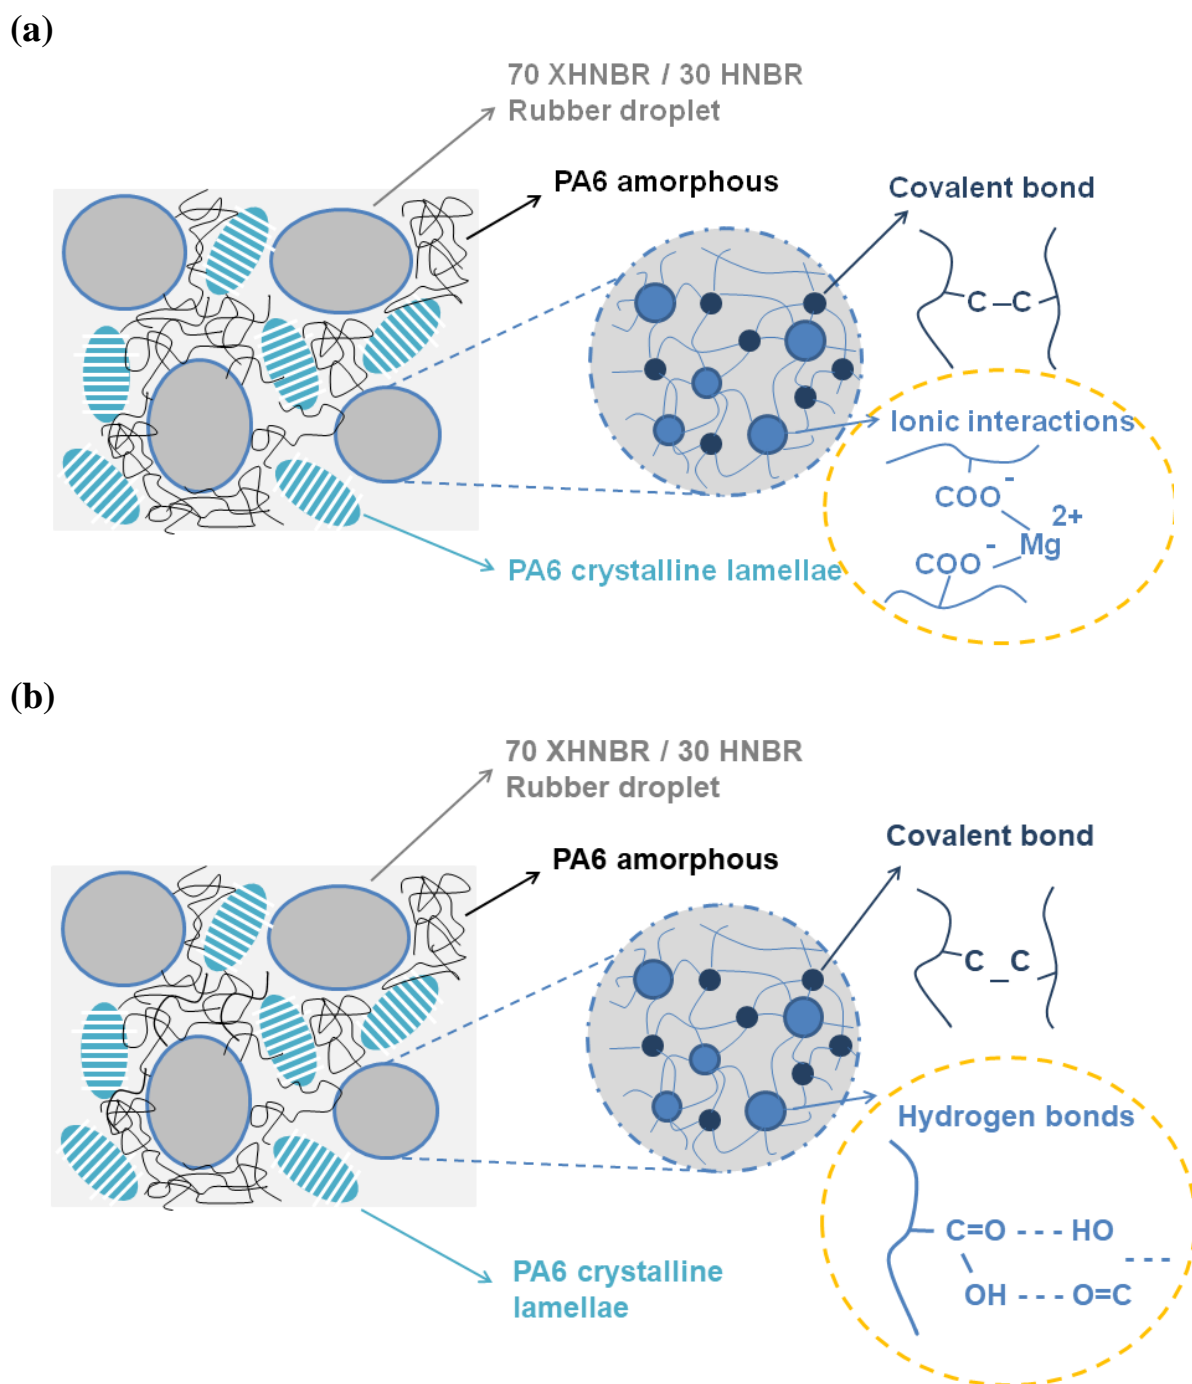 (a)
70 XHNBR / 30 HNBR
Rubber droplet
PA6 amorphous
Covalent bond
C – C
Ionic interactions
COO -
2+
Mg
COO -
PA6 crystalline lamellae
(b)
70 XHNBR / 30 HNBR
Rubber droplet
PA6 amorphous
Covalent bond
C _ C
Hydrogen bonds
C=O - - - HO
- - -
OH - - - O=C
PA6 crystalline
lamellae